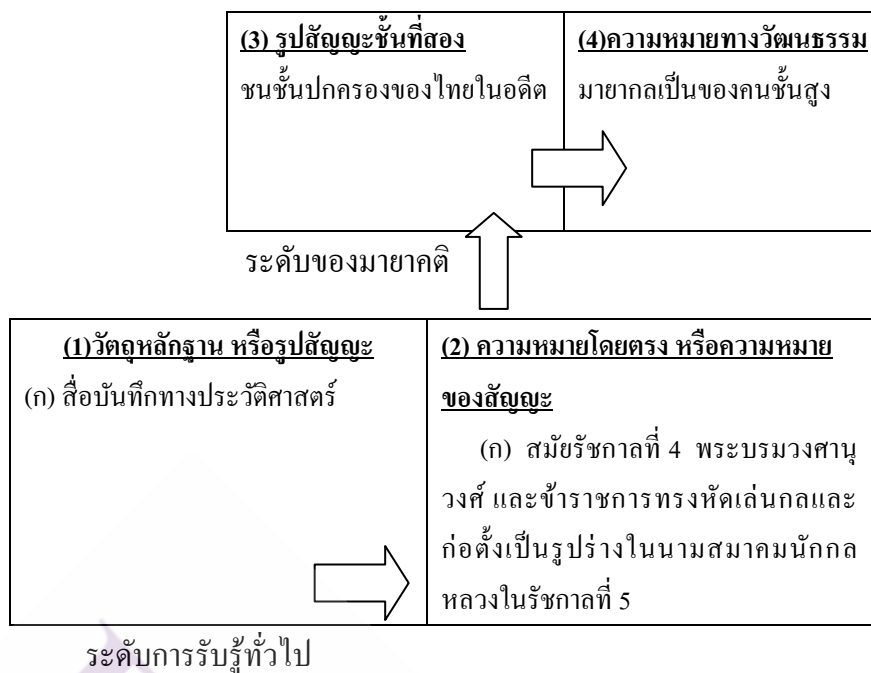 (3) รูปสัญญะชั้นที่สอง
ชนชั้นปกครองของไทยในอดีต
(4)ความหมายทางวัฒนธรรม
มายากลเป็นของคนชั้นสูง
ระดับของมายาคติ
(1)วัตถุหลักฐาน หรือรูปสัญญะ
(ก) สื่อบันทึกทางประวัติศาสตร์
(2) ความหมายโดยตรง หรือความหมาย
ของสัญญะ
(ก) สมัยรัชกาลที่ 4 พระบรมวงศานุ
วงศ์ และข้าราชการทรงหัดเล่นกลและ
ก่อตั้งเป็นรูปร่างในนามสมาคมนักกล
หลวงในรัชกาลที่ 5
ระดับการรับรู้ทั่วไป